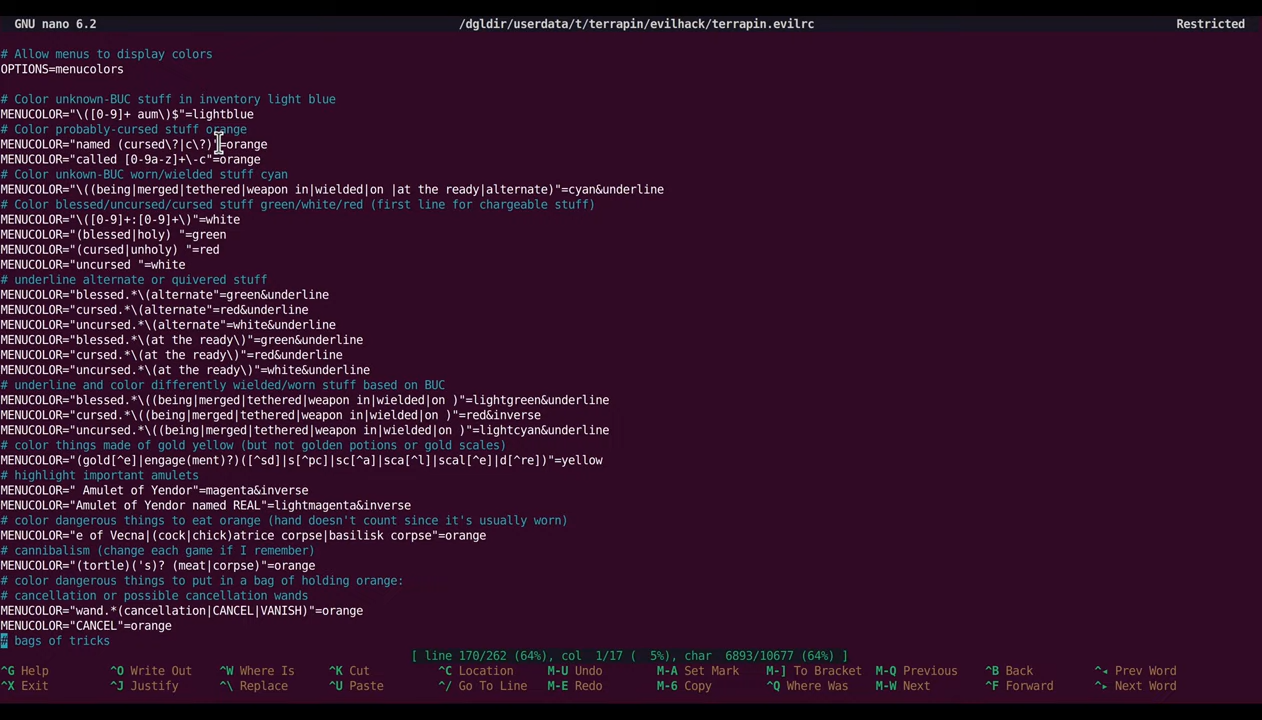 GNU nano 6.2 /dgldir/userdata/t/terrapin/evilhack/terrapin.evilrc Restricted
# Allow menus to display colors
OPTIONS=menucolors
# Color unknown-BUC stuff in inventory light blue
MENUCOLOR="\([0-9]+ aum\)$"=lightblue
# Color probably-cursed stuff orange
MENUCOLOR="named (cursed\?|c\?)"=orange
MENUCOLOR="called [0-9a-z]+\-c"=orange
# Color unkown-BUC worn/wielded stuff cyan
MENUCOLOR="\((being|merged|tethered|weapon in|wielded|on |at the ready|alternate)"=cyan&underline
# Color blessed/uncursed/cursed stuff green/white/red (first line for chargeable stuff)
MENUCOLOR="\([0-9]+:[0-9]+\)"=white
MENUCOLOR="(blessed|holy) "=green
MENUCOLOR="(cursed|unholy) "=red
MENUCOLOR="uncursed "=white
# underline alternate or quivered stuff
MENUCOLOR="blessed.*\(alternate"=green&underline
MENUCOLOR="cursed.*\(alternate"=red&underline
MENUCOLOR="uncursed.*\(alternate"=white&underline
MENUCOLOR="blessed.*\(at the ready\)"=green&underline
MENUCOLOR="cursed.*\(at the ready\)"=red&underline
MENUCOLOR="uncursed.*\(at the ready\)"=white&underline
# underline and color differently wielded/worn stuff based on BUC
MENUCOLOR="blessed.*\((being|merged|tethered|weapon in|wielded|on )"=lightgreen&underline
MENUCOLOR="cursed.*\((being|merged|tethered|weapon in|wielded|on )"=red&inverse
MENUCOLOR="uncursed.*\((being|merged|tethered|weapon in|wielded|on )"=lightcyan&underline
# color things made of gold yellow (but not golden potions or gold scales)
MENUCOLOR="(gold[^e]|engage(ment)?)([^sd]|s[^pc]|sc[^a]|sca[^l]|scal[^e]|d[^re])"=yellow
# highlight important amulets
MENUCOLOR=" Amulet of Yendor"=magenta&inverse
MENUCOLOR="Amulet of Yendor named REAL"=lightmagenta&inverse
# color dangerous things to eat orange (hand doesn't count since it's usually worn)
MENUCOLOR="e of Vecna|(cock|chick)atrice corpse|basilisk corpse"=orange
# cannibalism (change each game if I remember)
MENUCOLOR="(tortle)('s)? (meat|corpse)"=orange
# color dangerous things to put in a bag of holding orange:
# cancellation or possible cancellation wands
MENUCOLOR="wand.*(cancellation|CANCEL|VANISH)"=orange
MENUCOLOR="CANCEL"=orange
# bags of tricks
[ line 170/262 (64%), col  1/17 (  5%), char  6893/10677 (64%) ]
^G Help ^O Write Out ^W Where Is ^K Cut ^C Location M-U Undo M-A Set Mark M-] To Bracket M-Q Previous ^B Back ^◂ Prev Word
^X Exit ^J Justify ^\ Replace ^U Paste ^/ Go To Line M-E Redo M-6 Copy ^Q Where Was M-W Next ^F Forward ^▸ Next Word